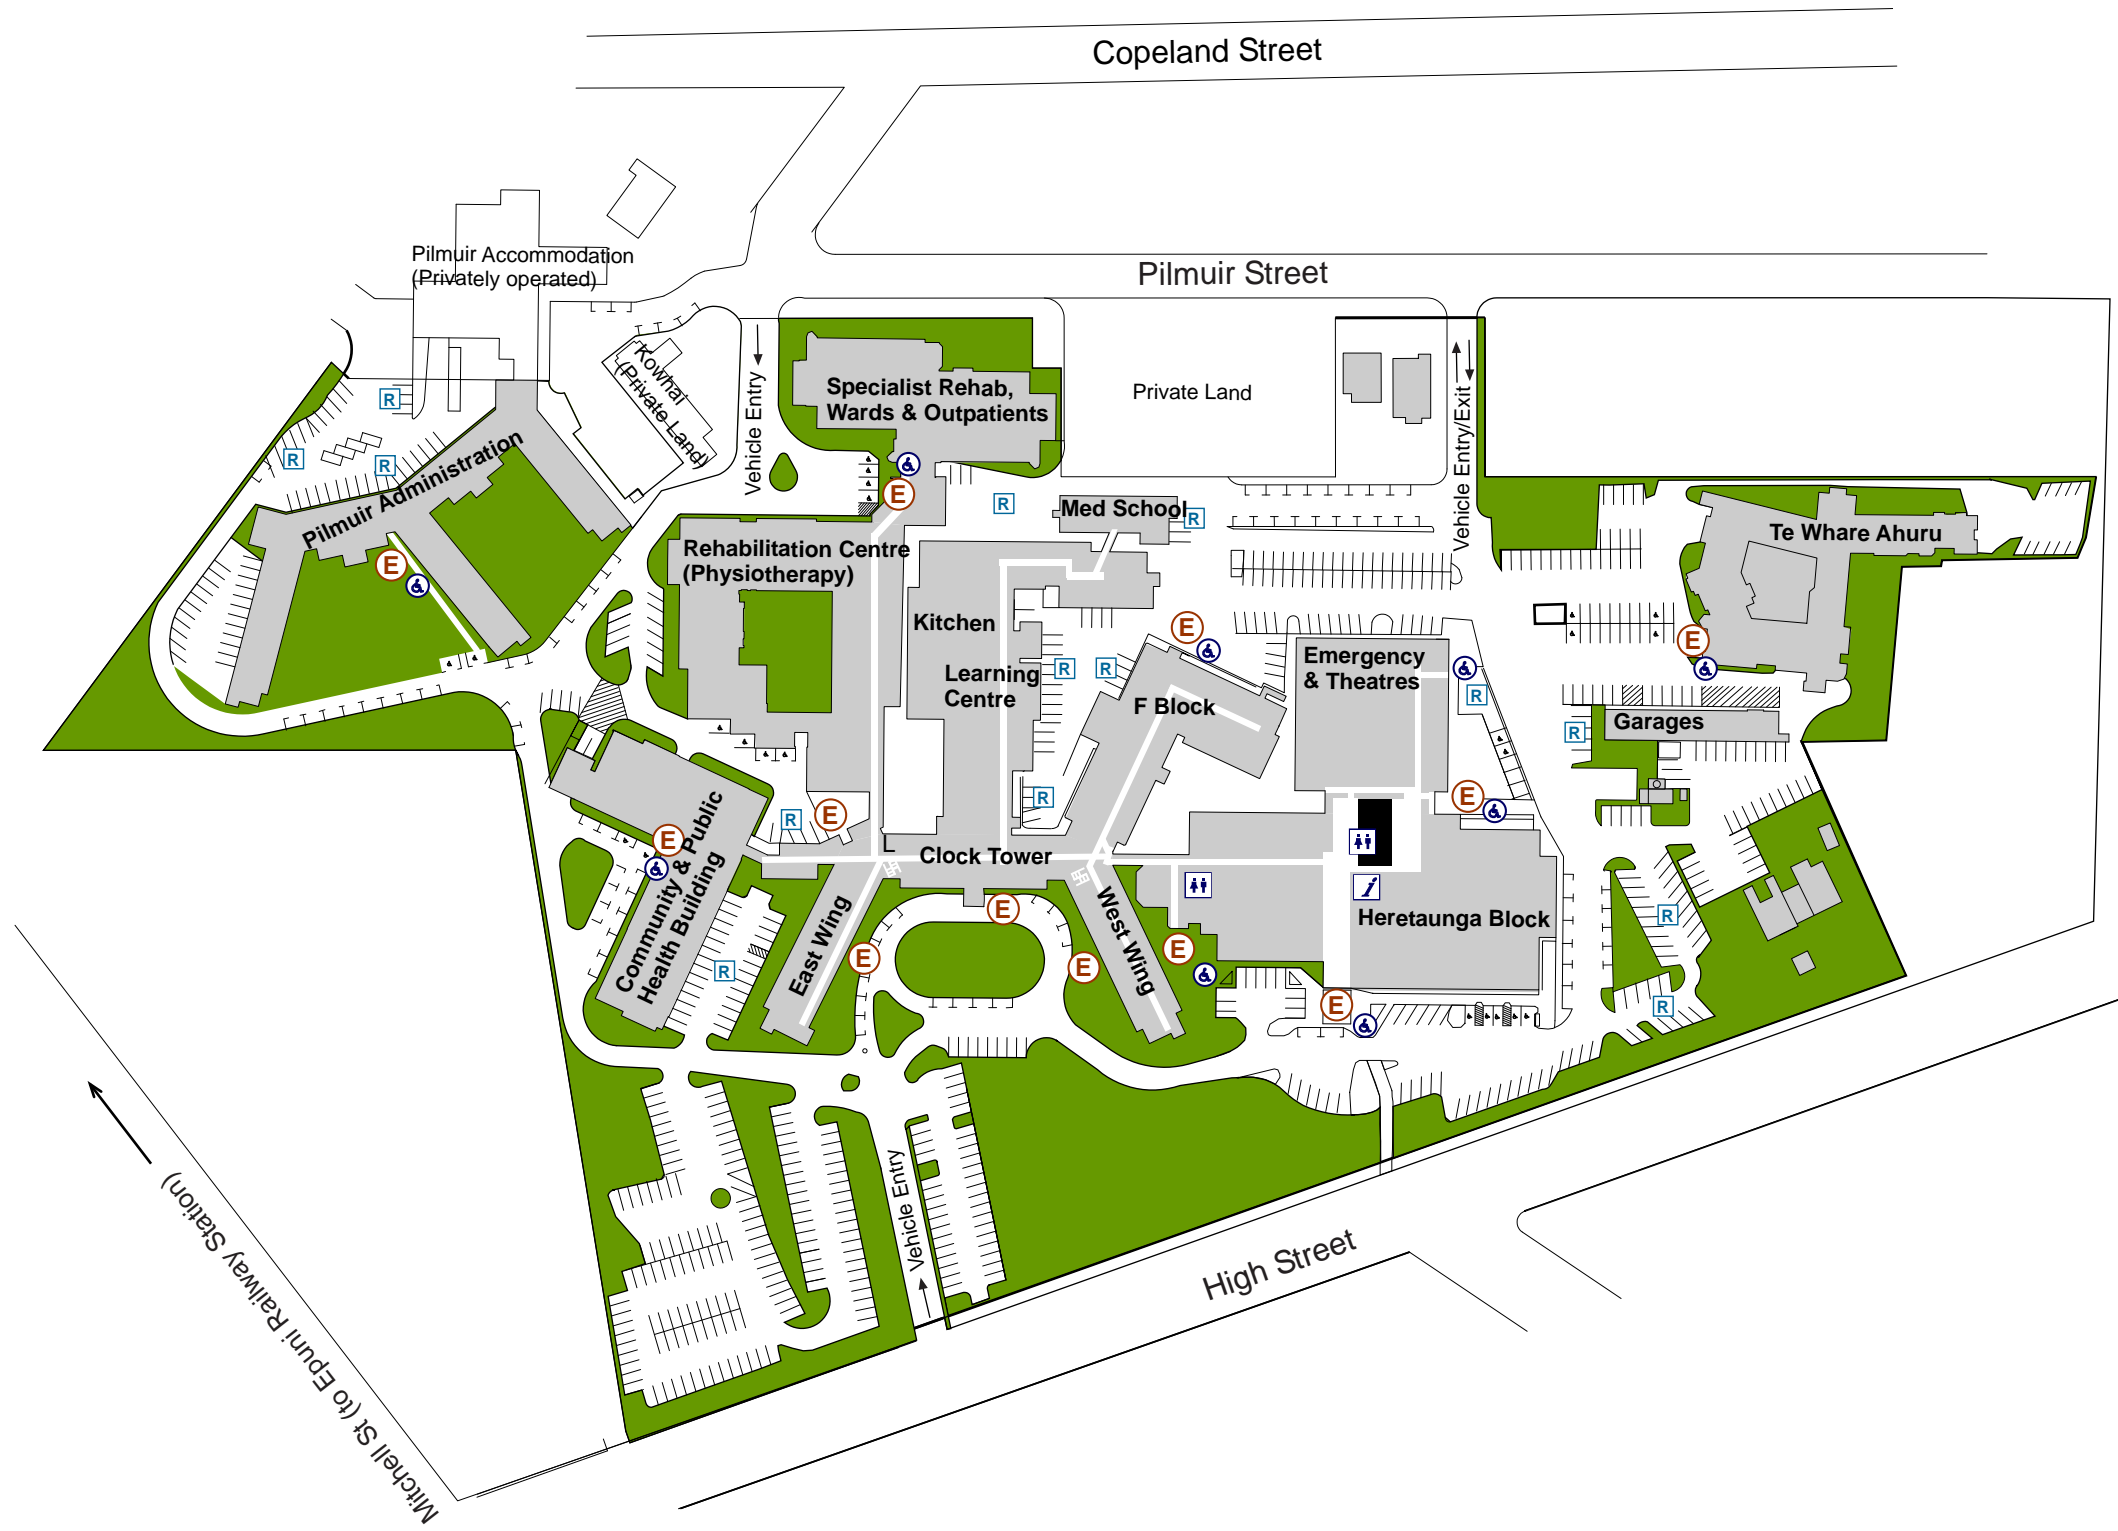 Copeland Street
Pilmuir Accommodation
(Privately operated)
Pilmuir Street
Kowhai
(Private Land)
Vehicle Entry
Specialist Rehab,
Wards & Outpatients
Private Land
Vehicle Entry/Exit
R
R
R
Pilmuir Administration
E
E
R
Med School
R
Te Whare Ahuru
Rehabilitation Centre
(Physiotherapy)
Kitchen
Learning
Centre
R
R
E
F Block
Emergency
& Theatres
R
E
R
Garages
E
R
R
E
E
Community & Public
Health Building
L
Clock Tower
i
Heretaunga Block
R
East Wing
E
E
E
West Wing
E
E
R
R
R
Vehicle Entry
High Street
Mitchell St (to Epuni Railway Station)